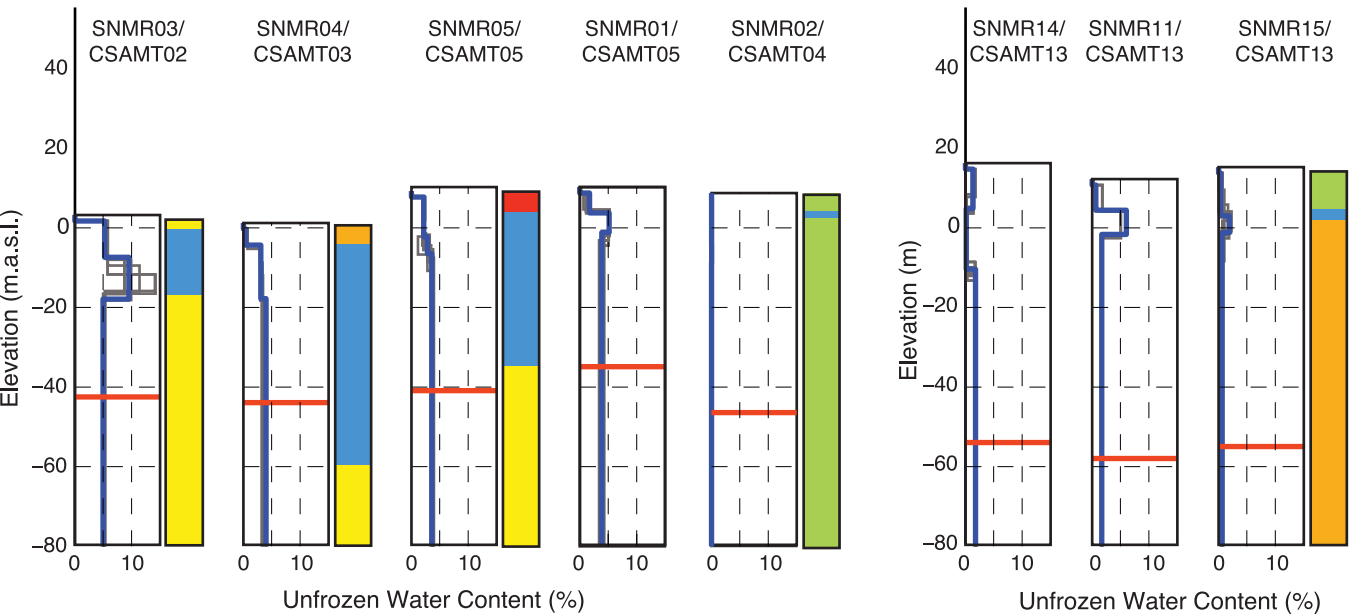 SNMR03/
CSAMT02
SNMR04/
CSAMT03
SNMR05/
CSAMT05
SNMR01/
CSAMT05
SNMR02/
CSAMT04
SNMR14/
CSAMT13
SNMR11/
CSAMT13
SNMR15/
CSAMT13
Elevation (m.a.s.l.)
40
20
0
−20
−40
−60
−80
0 10
0 10
0 10
0 10
0 10
Unfrozen Water Content (%)
Elevation (m)
40
20
0
−20
−40
−60
−80
0 10
0 10
0 10
Unfrozen Water Content (%)